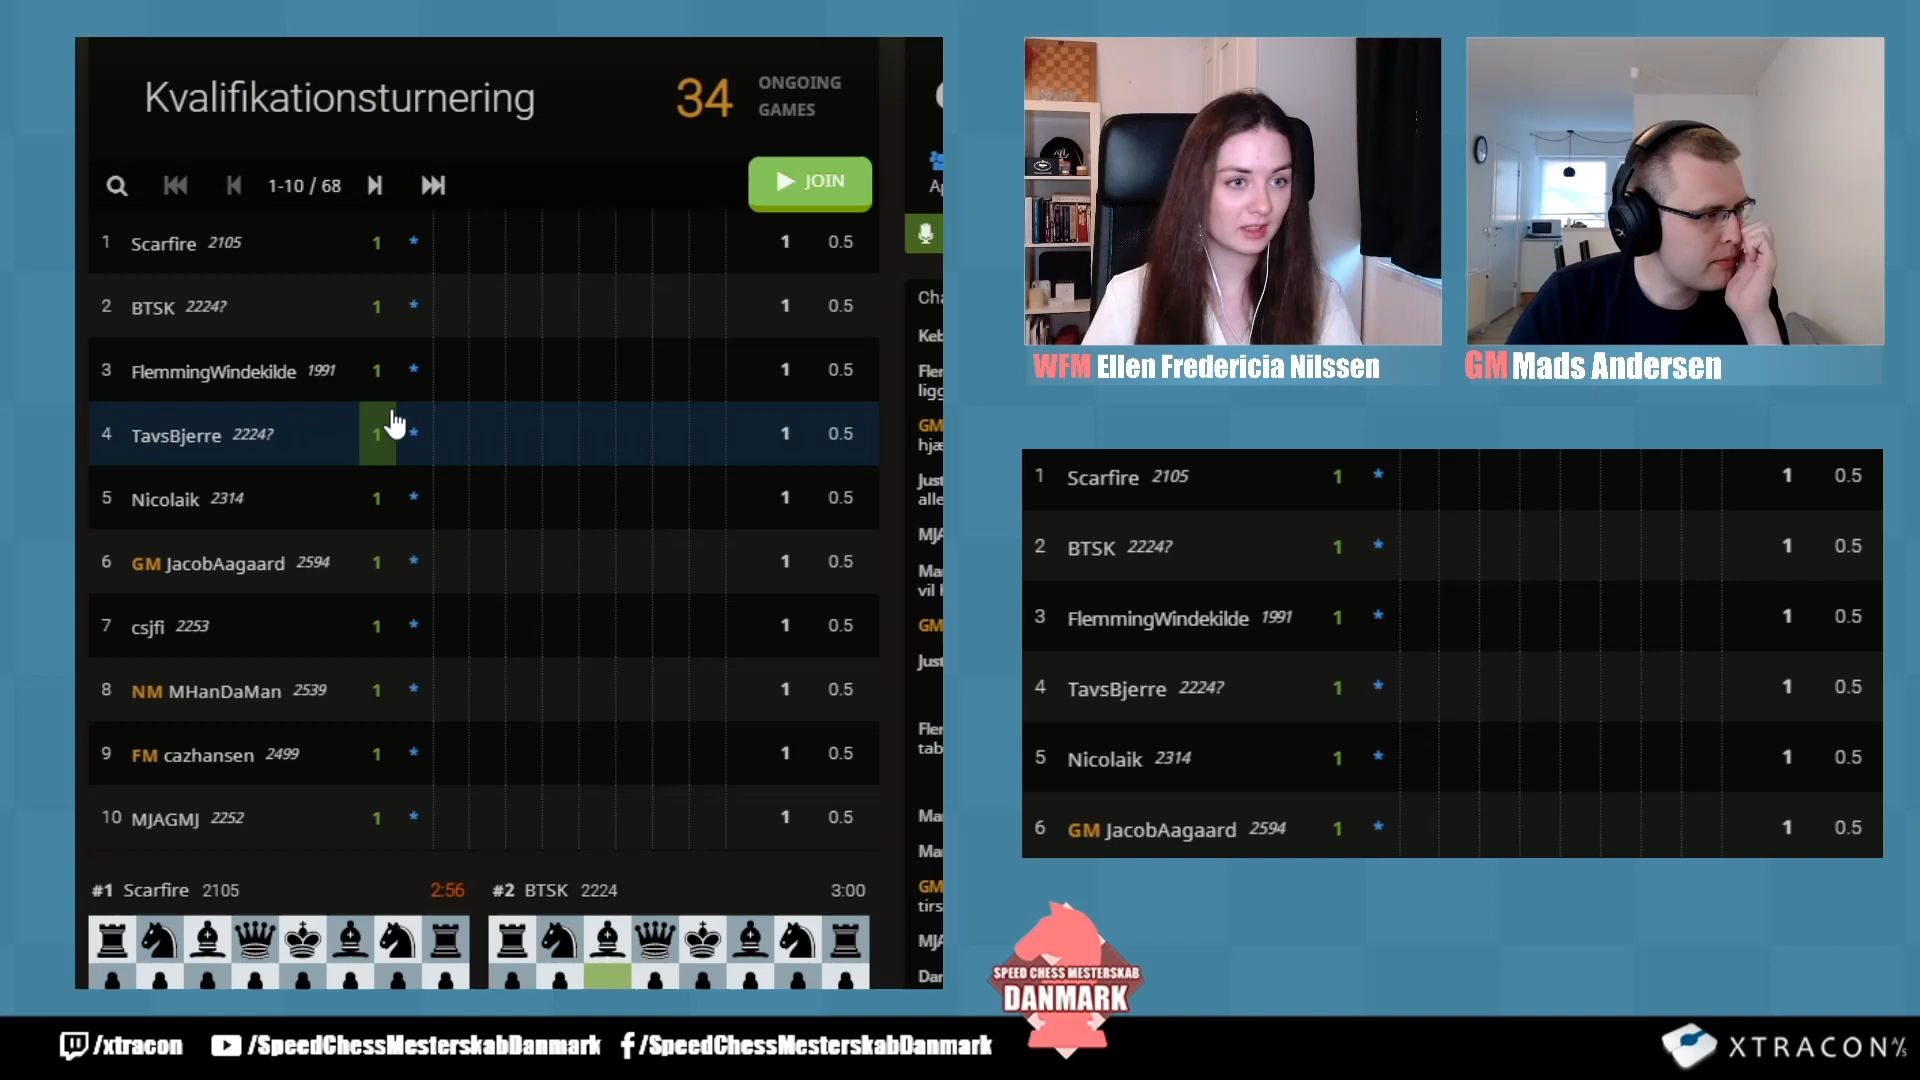 Kvalifikationsturnering
34 ONGOING GAMES
1-10 / 68
JOIN
1 Scarfire 2105 1 * 1 0.5
2 BTSK 2224? 1 * 1 0.5
3 FlemmingWindekilde 1991 1 * 1 0.5
4 TavsBjerre 2224? 1 * 1 0.5
5 Nicolaik 2314 1 * 1 0.5
6 GM JacobAagaard 2594 1 * 1 0.5
7 csjfi 2253 1 * 1 0.5
8 NM MHanDaMan 2539 1 * 1 0.5
9 FM cazhansen 2499 1 * 1 0.5
10 MJAGMJ 2252 1 * 1 0.5
#1 Scarfire 2105 2:56
#2 BTSK 2224 3:00
GM
GM
GM
WFM Ellen Fredericia Nilssen
GM Mads Andersen
1 Scarfire 2105 1 * 1 0.5
2 BTSK 2224? 1 * 1 0.5
3 FlemmingWindekilde 1991 1 * 1 0.5
4 TavsBjerre 2224? 1 * 1 0.5
5 Nicolaik 2314 1 * 1 0.5
6 GM JacobAagaard 2594 1 * 1 0.5
SPEED CHESS MESTERSKAB
DANMARK
/xtracon
/SpeedChessMesterskabDanmark
/SpeedChessMesterskabDanmark
XTRACON A/S